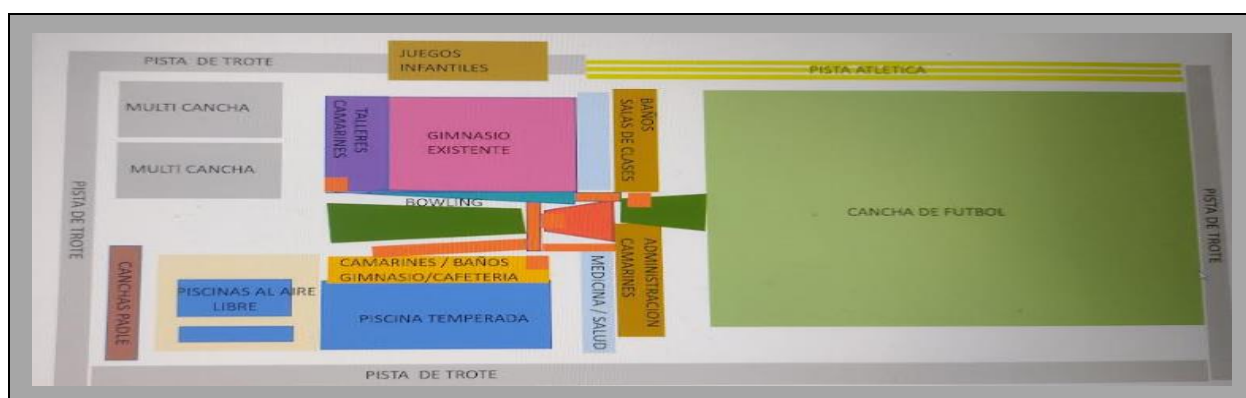 PISTA DE TROTE
JUEGOS
INFANTILES
PISTA ATLETICA
MULTI CANCHA
MULTI CANCHA
TALLERES
CAMARINES
GIMNASIO
EXISTENTE
BAÑOS
SALAS DE CLASES
PISTA DE TROTE
BOWLING
CANCHA DE FUTBOL
PISTA DE TROTE
CANCHAS PADLE
PISCINAS AL AIRE
LIBRE
CAMARINES / BAÑOS
GIMNASIO/CAFETERIA
PISCINA TEMPERADA
MEDICINA / SALUD
ADMINISTRACION
CAMARINES
PISTA DE TROTE